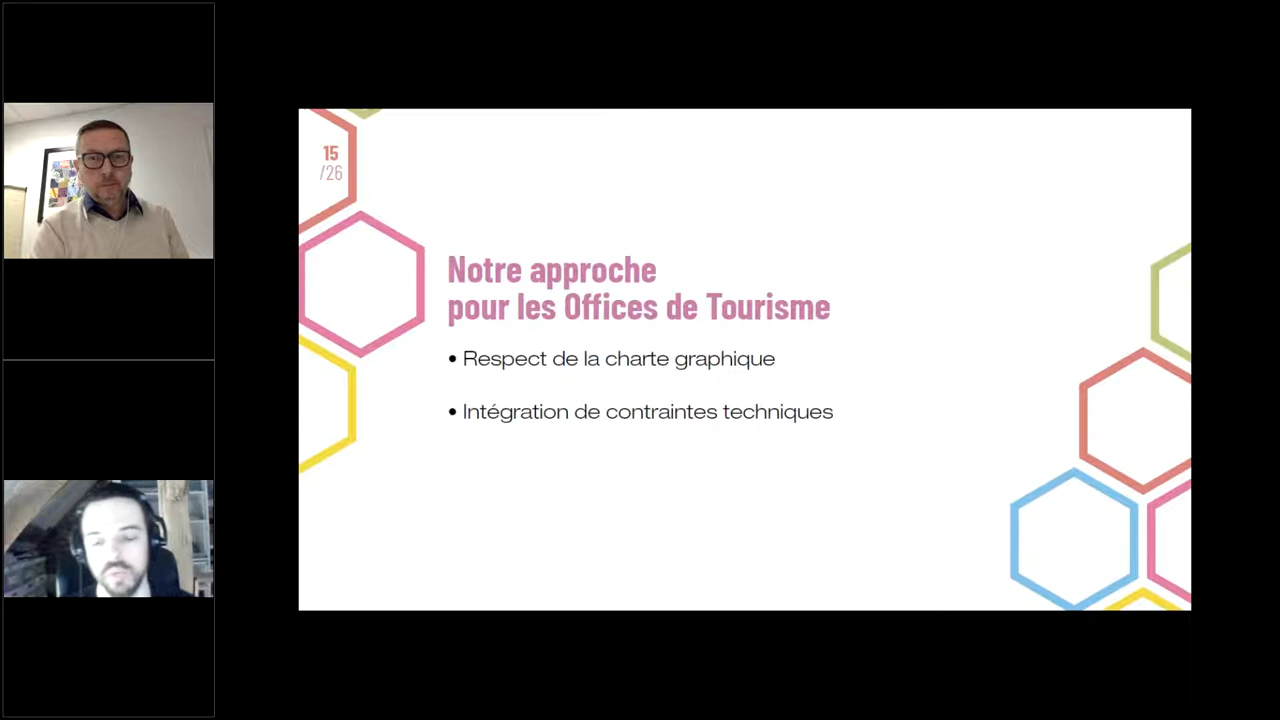 15
/26
Notre approche
pour les Offices de Tourisme
• Respect de la charte graphique
• Intégration de contraintes techniques